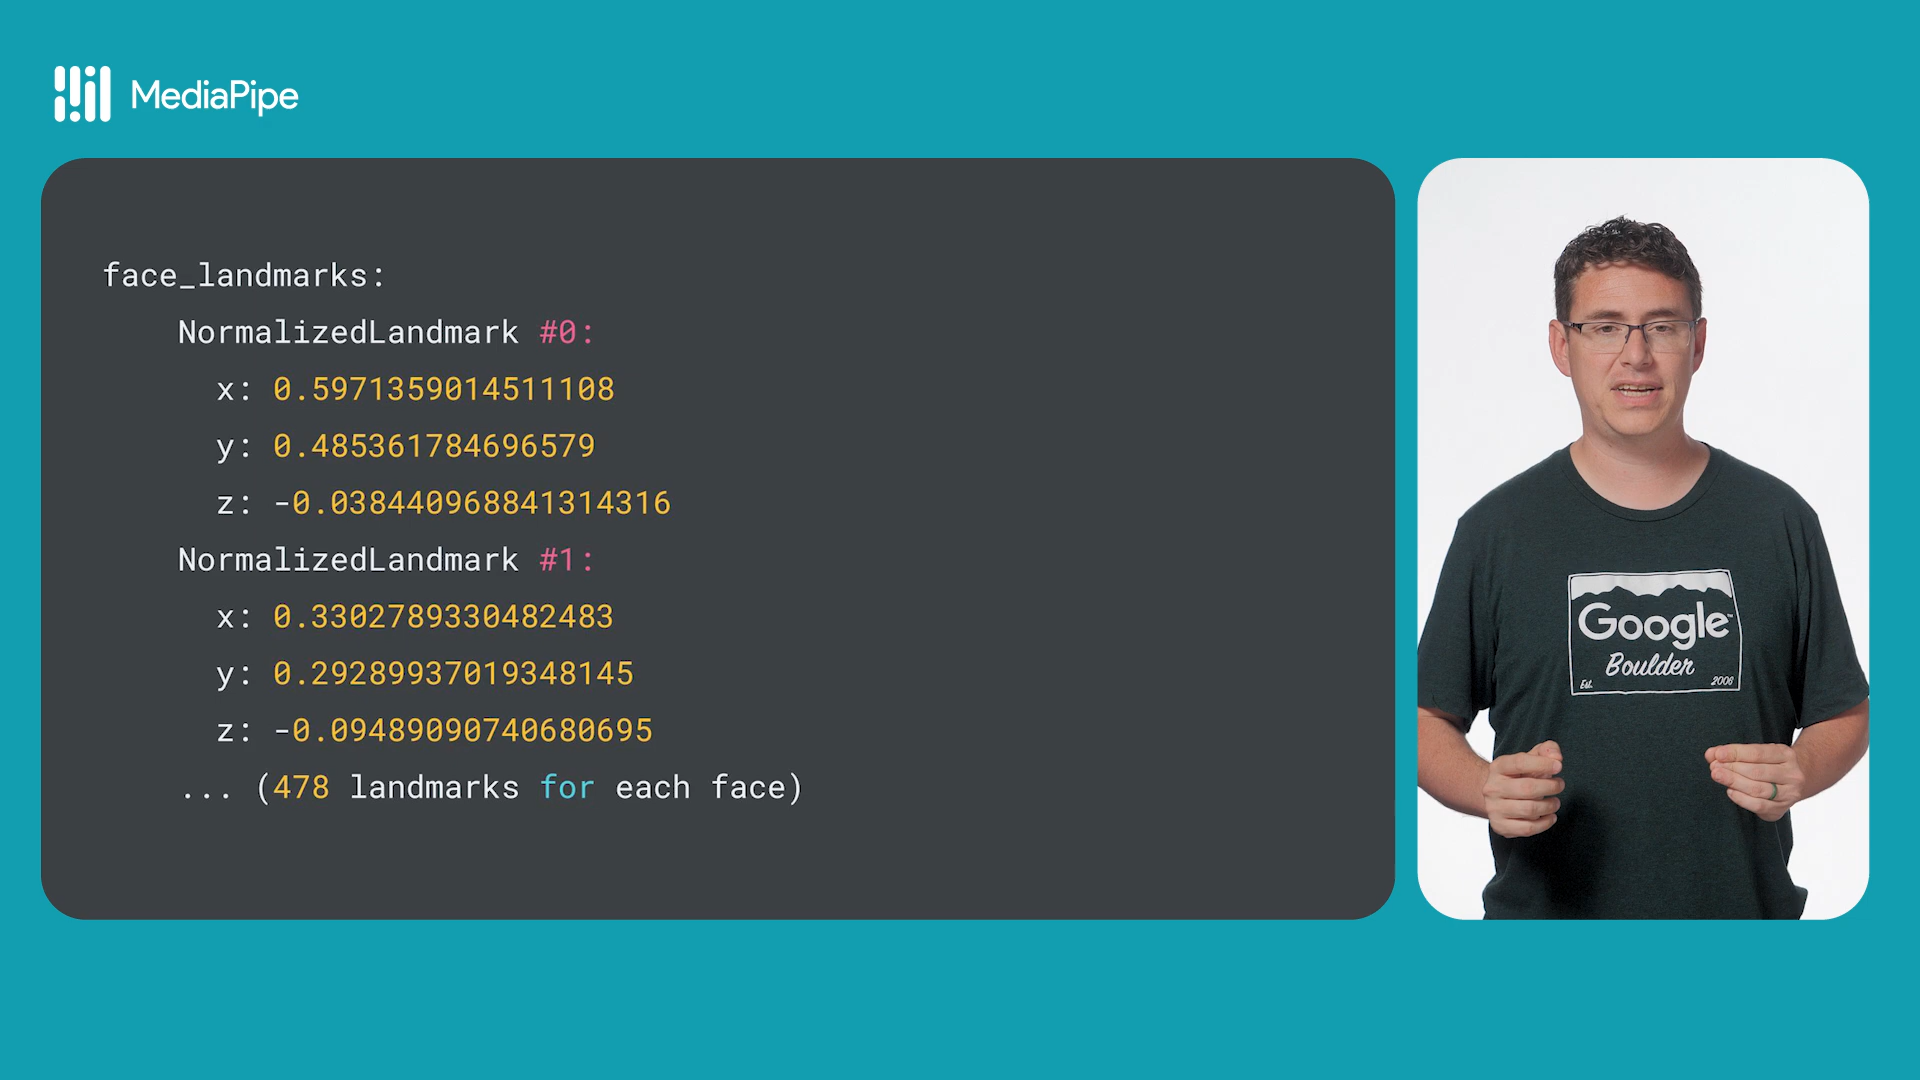 MediaPipe
face_landmarks:
NormalizedLandmark #0:
x: 0.5971359014511108
y: 0.485361784696579
z: -0.038440968841314316
NormalizedLandmark #1:
x: 0.3302789330482483
y: 0.29289937019348145
z: -0.09489090740680695
... (478 landmarks for each face)
Google™
Boulder
Est. 2006